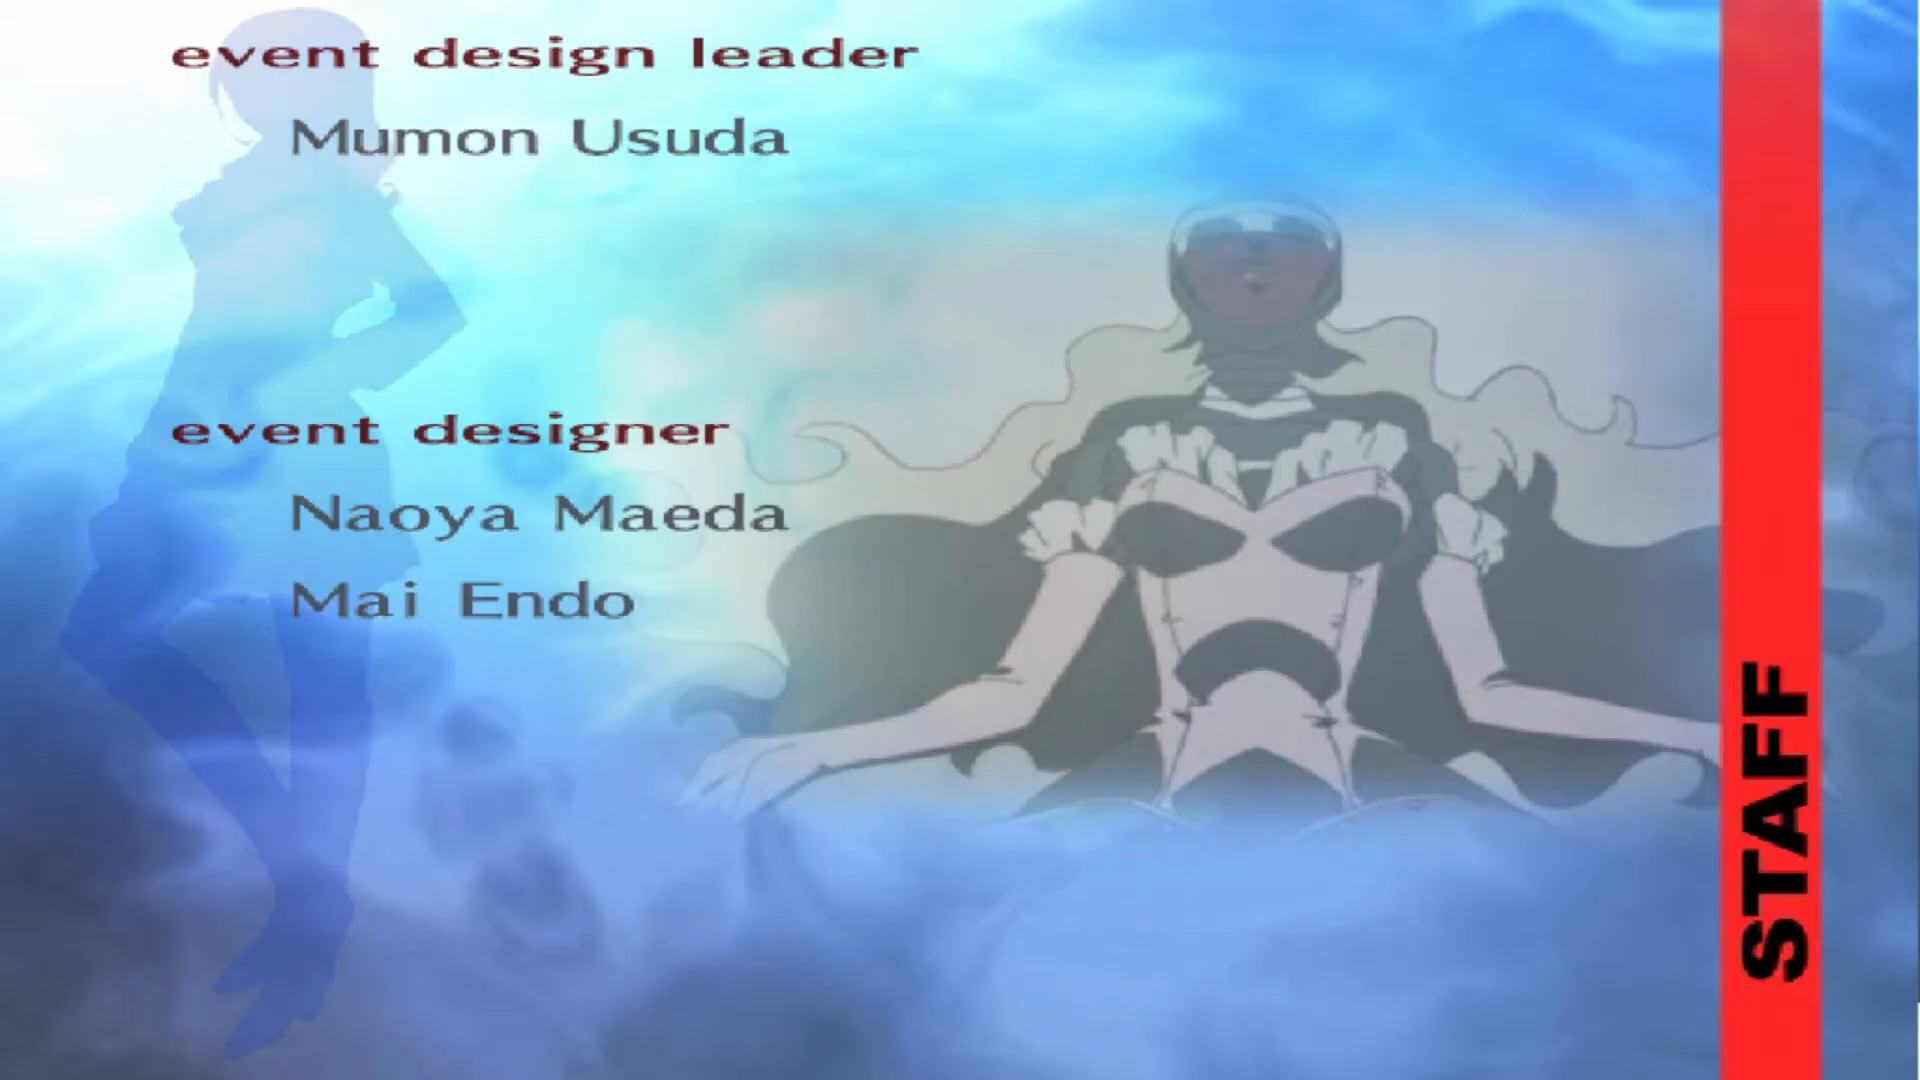 event design leader
Mumon Usuda
event designer
Naoya Maeda
Mai Endo
STAFF